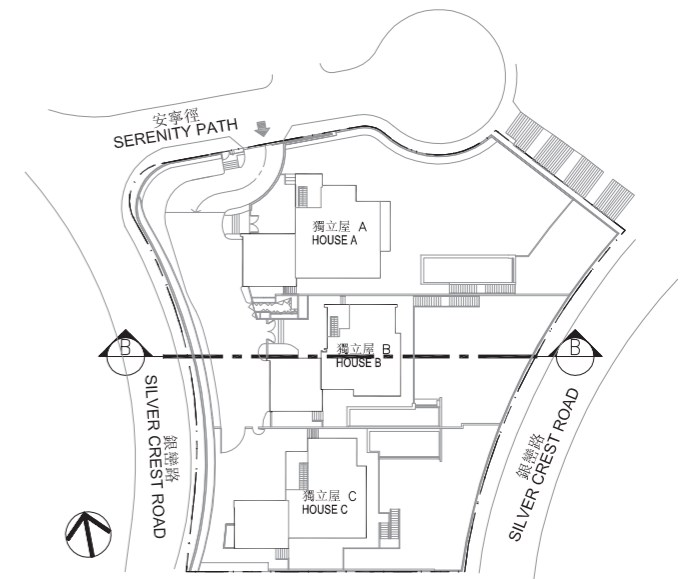 安寧徑
SERENITY PATH
獨立屋 A
HOUSE A
B
獨立屋 B
HOUSE B
B
銀巒路
SILVER CREST ROAD
銀巒路
SILVER CREST ROAD
獨立屋 C
HOUSE C